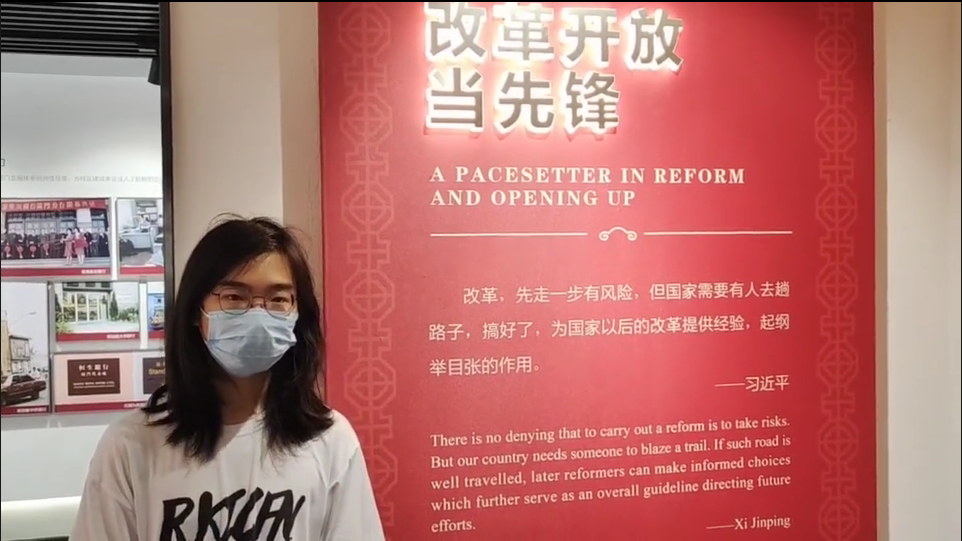 改革开放
当先锋
A PACESETTER IN REFORM
AND OPENING UP
改革，先走一步有风险，但国家需要有人去趟
路子，搞好了，为国家以后的改革提供经验，起纲
举目张的作用。
——习近平
There is no denying that to carry out a reform is to take risks.
But our country needs someone to blaze a trail. If such road is
well travelled, later reformers can make informed choices
which further serve as an overall guideline directing future
efforts.
——Xi Jinping
恒生银行